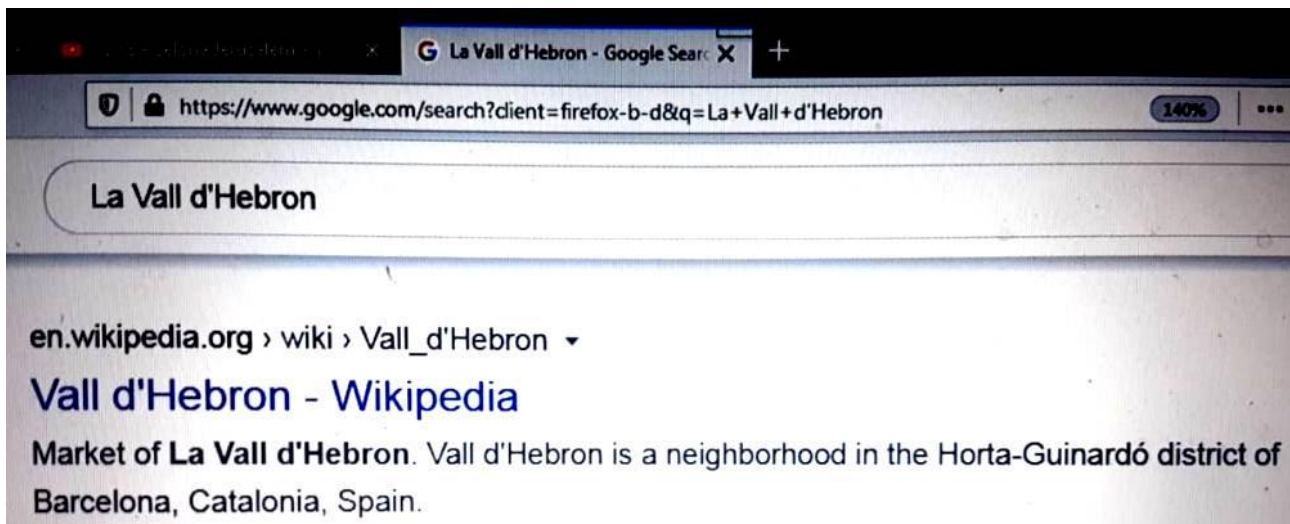 La Vall d'Hebron - Google Searc
https://www.google.com/search?client=firefox-b-d&q=La+Vall+d'Hebron 140%
La Vall d'Hebron
en.wikipedia.org › wiki › Vall_d'Hebron
Vall d'Hebron - Wikipedia
Market of La Vall d'Hebron. Vall d'Hebron is a neighborhood in the Horta-Guinardó district of
Barcelona, Catalonia, Spain.